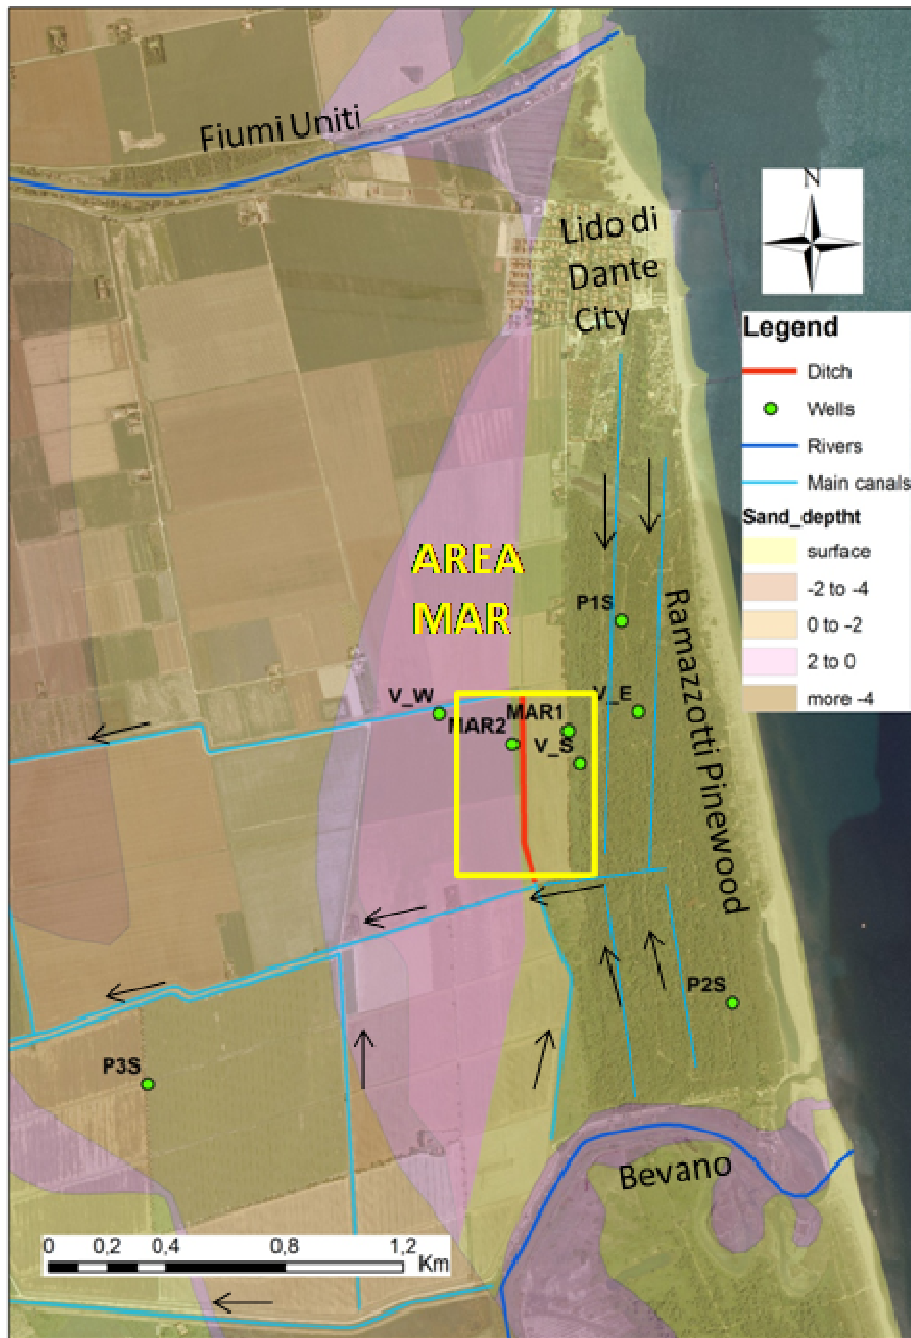 Fiumi Uniti
N
Lido di
Dante
City
Legend
Ditch
Wells
Rivers
Main canals
Sand_deptht
surface
-2 to -4
0 to -2
2 to 0
more -4
AREA
MAR
P1S
Ramazzotti Pinewood
V_W
V_E
MAR1
MAR2
V_S
P2S
P3S
Bevano
0 0,2 0,4 0,8 1,2
Km